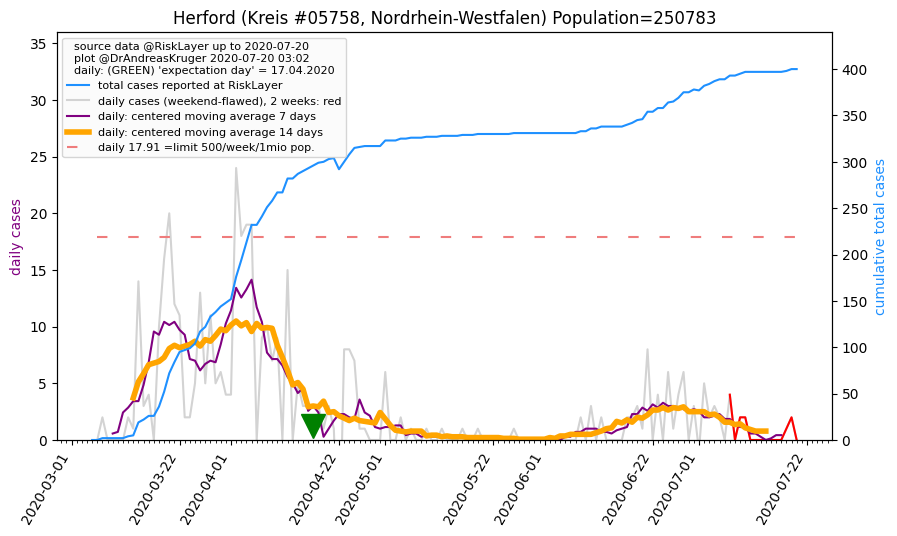 Herford (Kreis #05758, Nordrhein-Westfalen) Population=250783
source data @RiskLayer up to 2020-07-20
plot @DrAndreasKruger 2020-07-20 03:02
daily: (GREEN) 'expectation day' = 17.04.2020
total cases reported at RiskLayer
daily cases (weekend-flawed), 2 weeks: red
daily: centered moving average 7 days
daily: centered moving average 14 days
daily 17.91 =limit 500/week/1mio pop.
daily cases
35
30
25
20
15
10
5
0
cumulative total cases
400
350
300
250
200
150
100
50
0
2020-03-01
2020-03-22
2020-04-01
2020-04-22
2020-05-01
2020-05-22
2020-06-01
2020-06-22
2020-07-01
2020-07-22